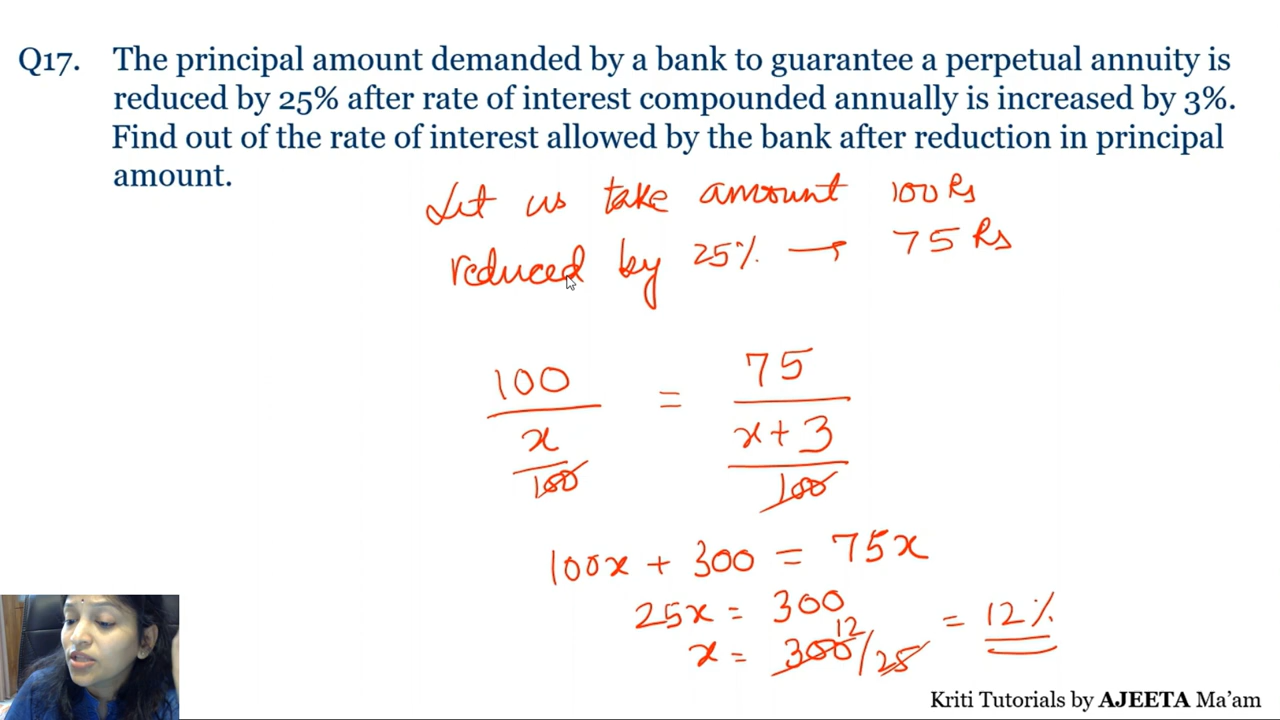 Q17. The principal amount demanded by a bank to guarantee a perpetual annuity is
reduced by 25% after rate of interest compounded annually is increased by 3%.
Find out of the rate of interest allowed by the bank after reduction in principal
amount.
Let us take amount 100 Rs
reduced by 25% → 75 Rs
100 = 75
x x+3
100 100
100x + 300 = 75x
25x = 300
12
x = 300/25 = 12%
Kriti Tutorials by AJEETA Ma'am